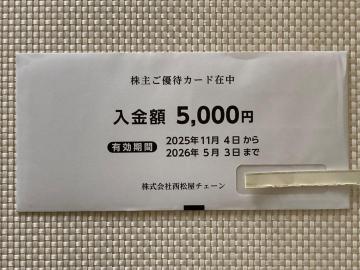 株主ご優待カード在中
入金額 5,000円
有効期間 2025年11月 4日から
2026年 5月 3日まで
株式会社西松屋チェーン